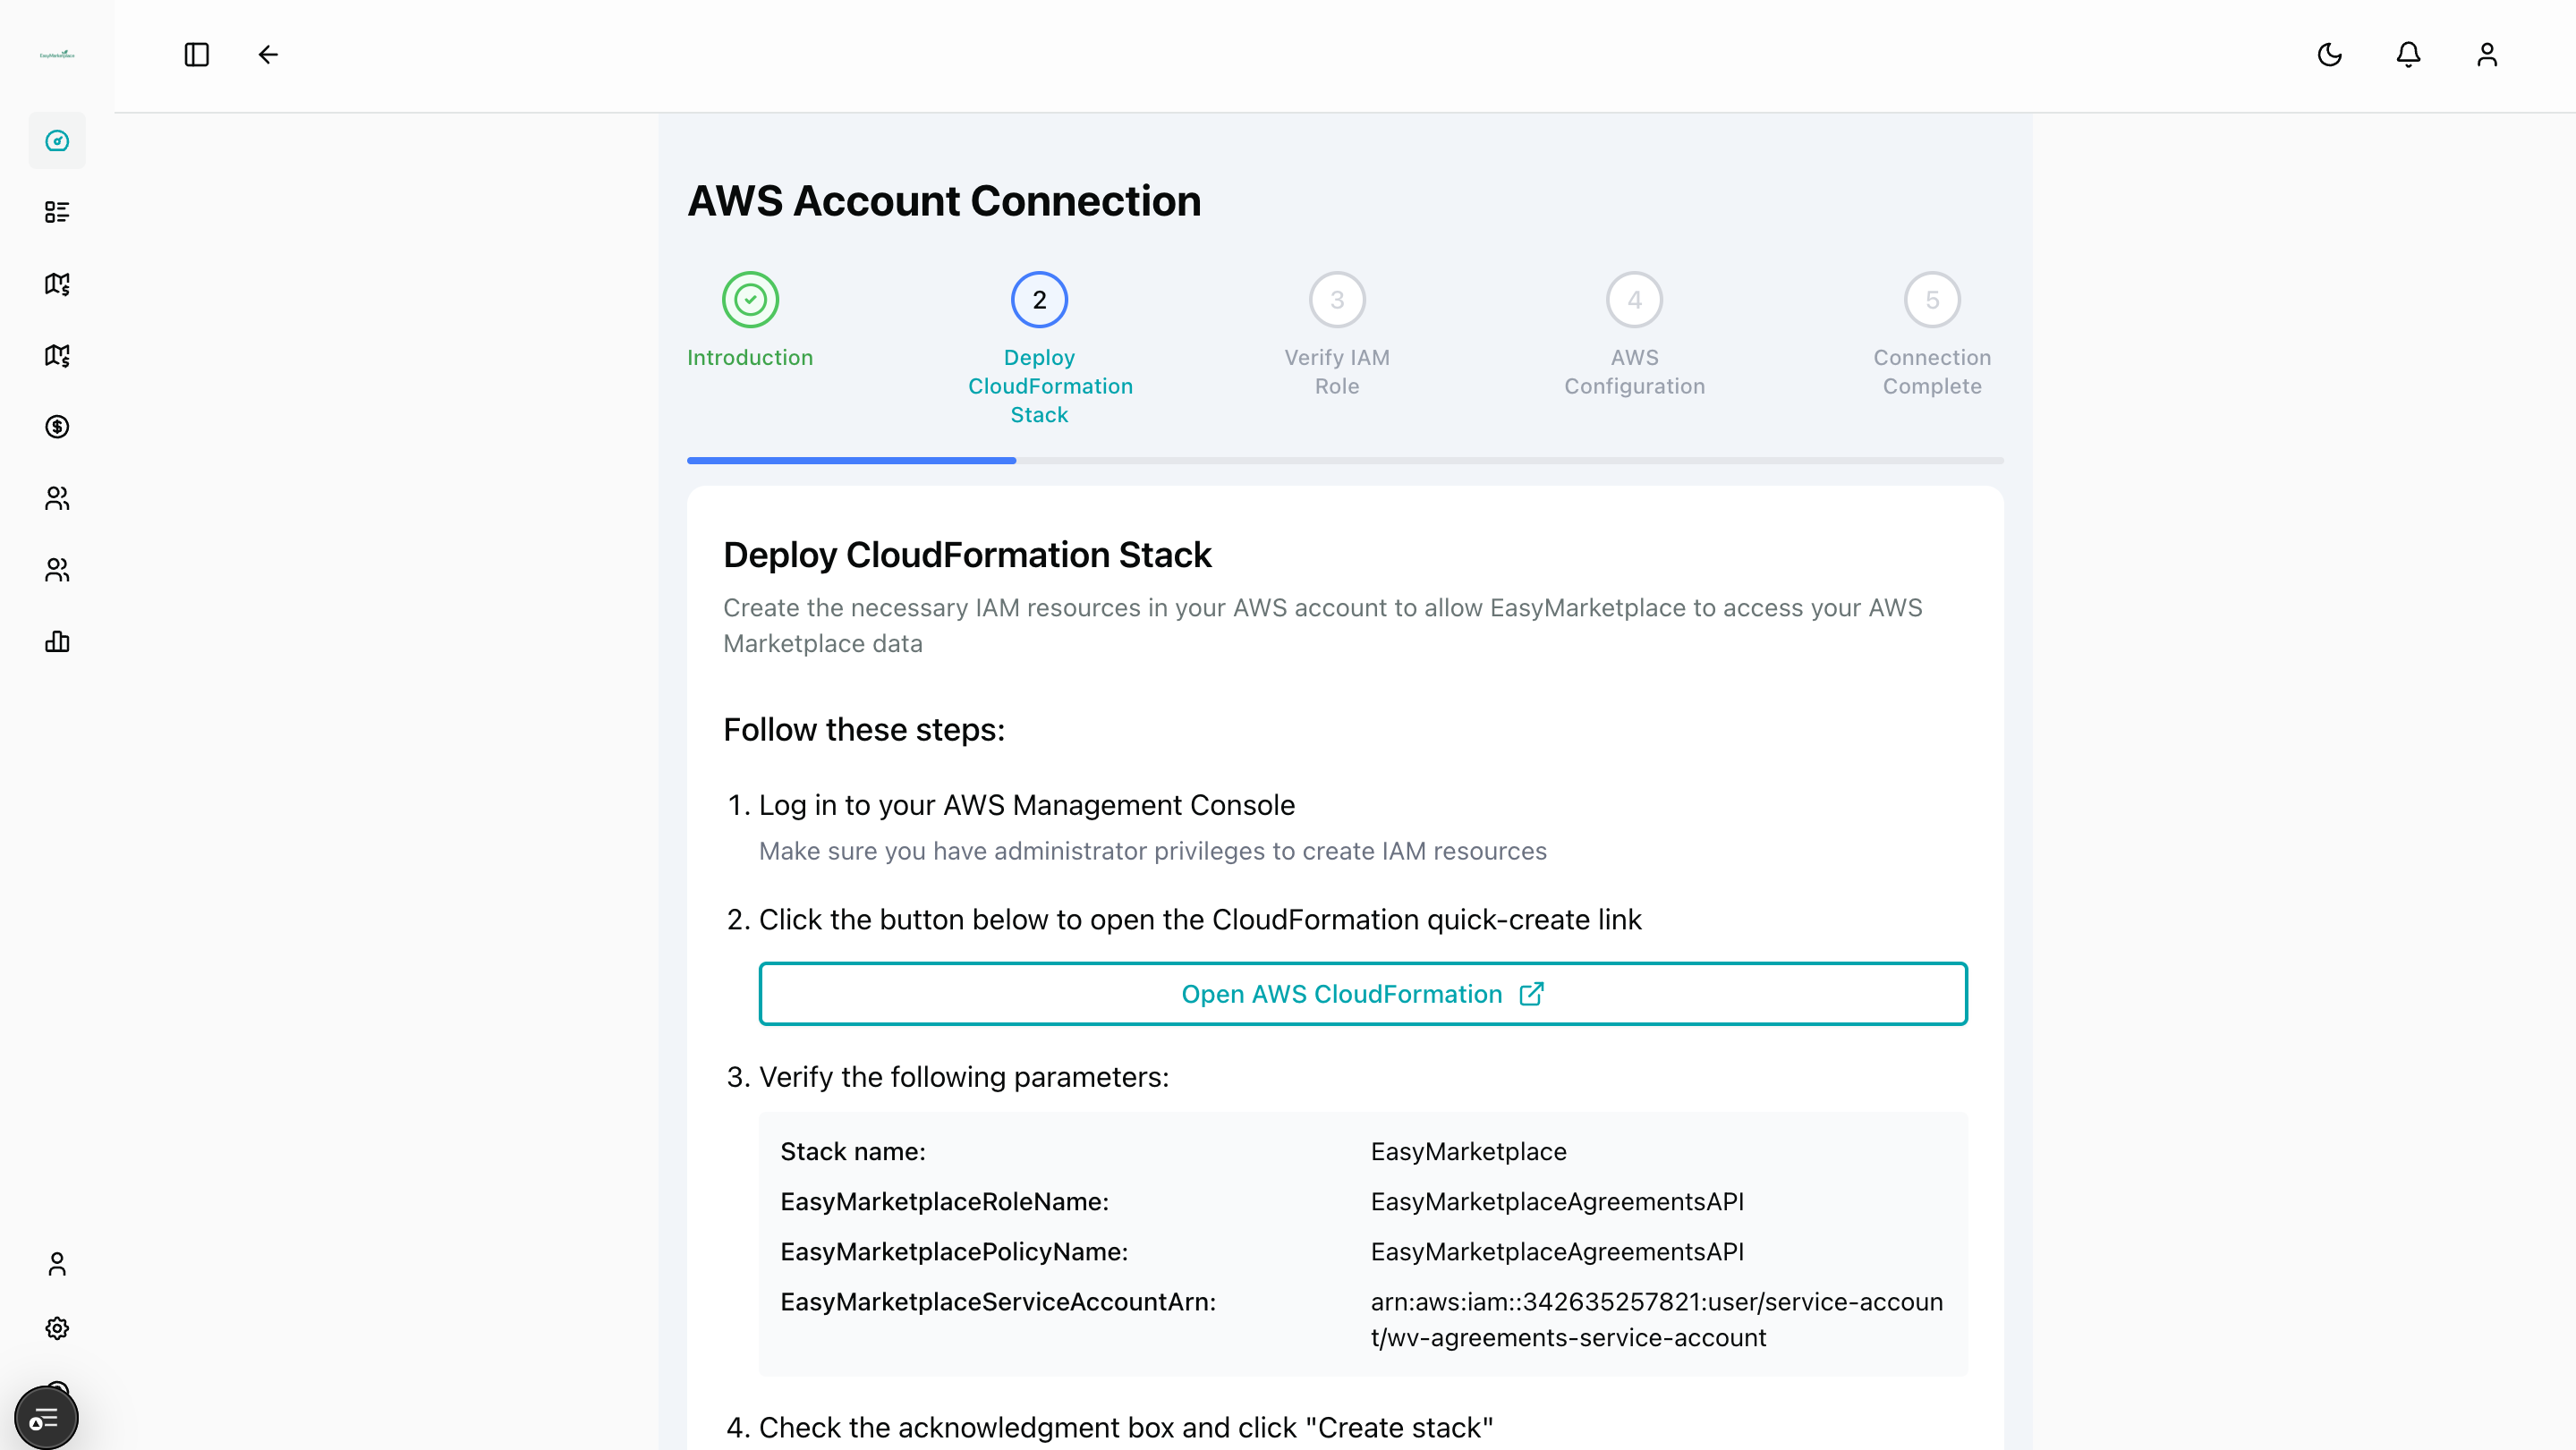 EasyMarketplace
AWS Account Connection
2
3
4
5
Introduction
Deploy
CloudFormation
Stack
Verify IAM
Role
AWS
Configuration
Connection
Complete
Deploy CloudFormation Stack
Create the necessary IAM resources in your AWS account to allow EasyMarketplace to access your AWS
Marketplace data
Follow these steps:
1. Log in to your AWS Management Console
Make sure you have administrator privileges to create IAM resources
2. Click the button below to open the CloudFormation quick-create link
Open AWS CloudFormation
3. Verify the following parameters:
Stack name: EasyMarketplace
EasyMarketplaceRoleName: EasyMarketplaceAgreementsAPI
EasyMarketplacePolicyName: EasyMarketplaceAgreementsAPI
EasyMarketplaceServiceAccountArn: arn:aws:iam::342635257821:user/service-accoun
t/wv-agreements-service-account
4. Check the acknowledgment box and click "Create stack"